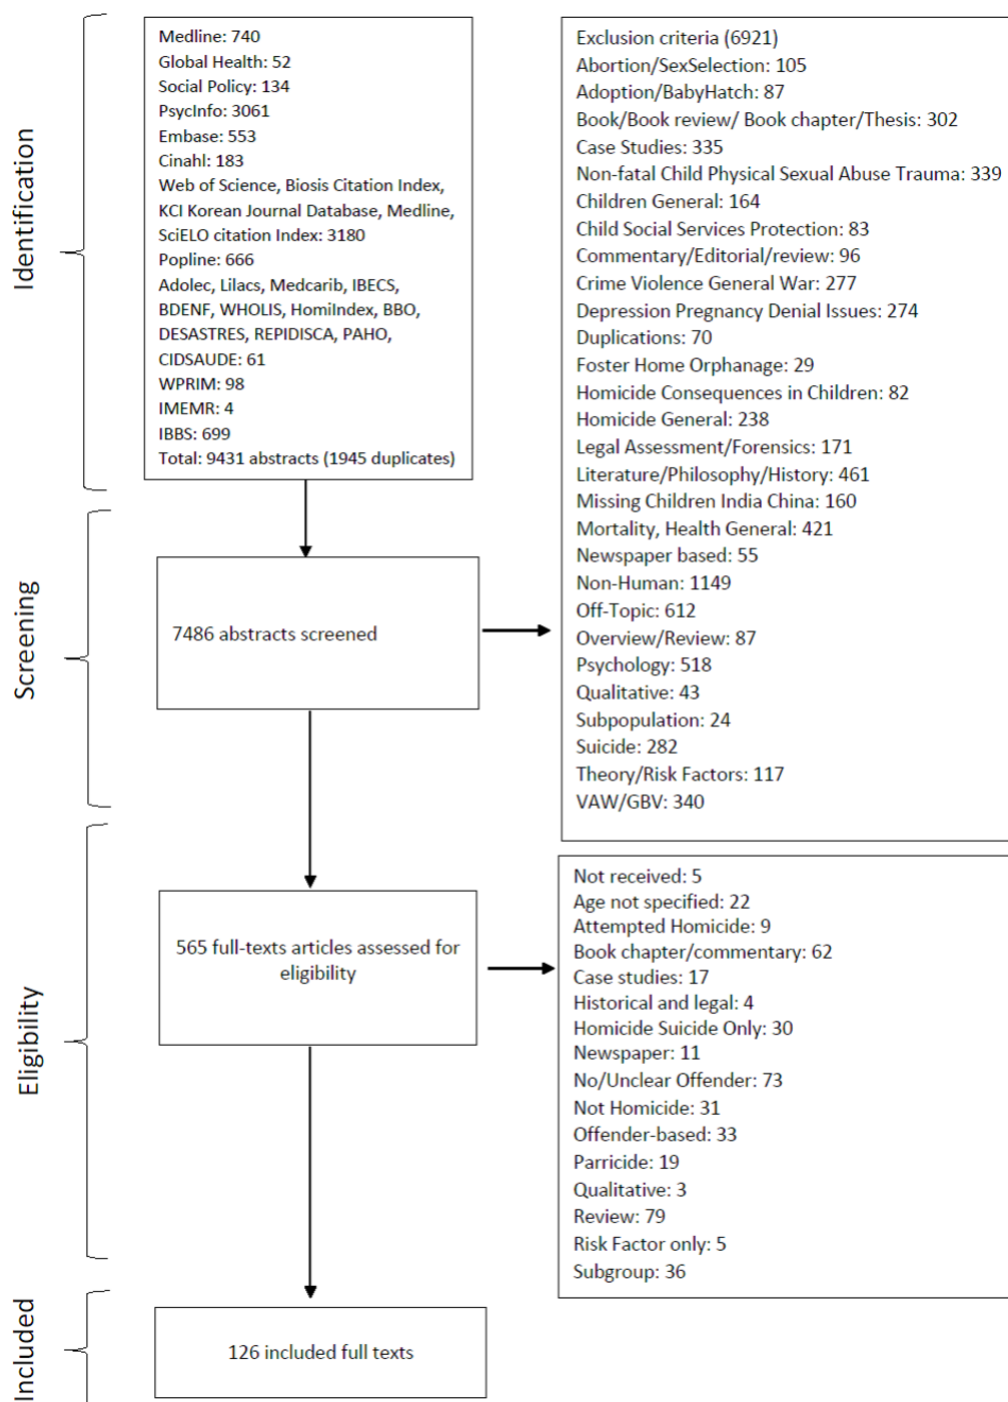 Identification
Medline: 740
Global Health: 52
Social Policy: 134
PsycInfo: 3061
Embase: 553
Cinahl: 183
Web of Science, Biosis Citation Index,
KCI Korean Journal Database, Medline,
SciELO citation Index: 3180
Popline: 666
Adolec, Lilacs, Medcarib, IBECS,
BDENF, WHOLIS, HomiIndex, BBO,
DESASTRES, REPIDISCA, PAHO,
CIDSAUDE: 61
WPRIM: 98
IMEMR: 4
IBBS: 699
Total: 9431 abstracts (1945 duplicates)
Exclusion criteria (6921)
Abortion/SexSelection: 105
Adoption/BabyHatch: 87
Book/Book review/ Book chapter/Thesis: 302
Case Studies: 335
Non-fatal Child Physical Sexual Abuse Trauma: 339
Children General: 164
Child Social Services Protection: 83
Commentary/Editorial/review: 96
Crime Violence General War: 277
Depression Pregnancy Denial Issues: 274
Duplications: 70
Foster Home Orphanage: 29
Homicide Consequences in Children: 82
Homicide General: 238
Legal Assessment/Forensics: 171
Literature/Philosophy/History: 461
Missing Children India China: 160
Mortality, Health General: 421
Newspaper based: 55
Non-Human: 1149
Off-Topic: 612
Overview/Review: 87
Psychology: 518
Qualitative: 43
Subpopulation: 24
Suicide: 282
Theory/Risk Factors: 117
VAW/GBV: 340
Screening
7486 abstracts screened
Eligibility
565 full-texts articles assessed for
eligibility
Not received: 5
Age not specified: 22
Attempted Homicide: 9
Book chapter/commentary: 62
Case studies: 17
Historical and legal: 4
Homicide Suicide Only: 30
Newspaper: 11
No/Unclear Offender: 73
Not Homicide: 31
Offender-based: 33
Parricide: 19
Qualitative: 3
Review: 79
Risk Factor only: 5
Subgroup: 36
Included
126 included full texts